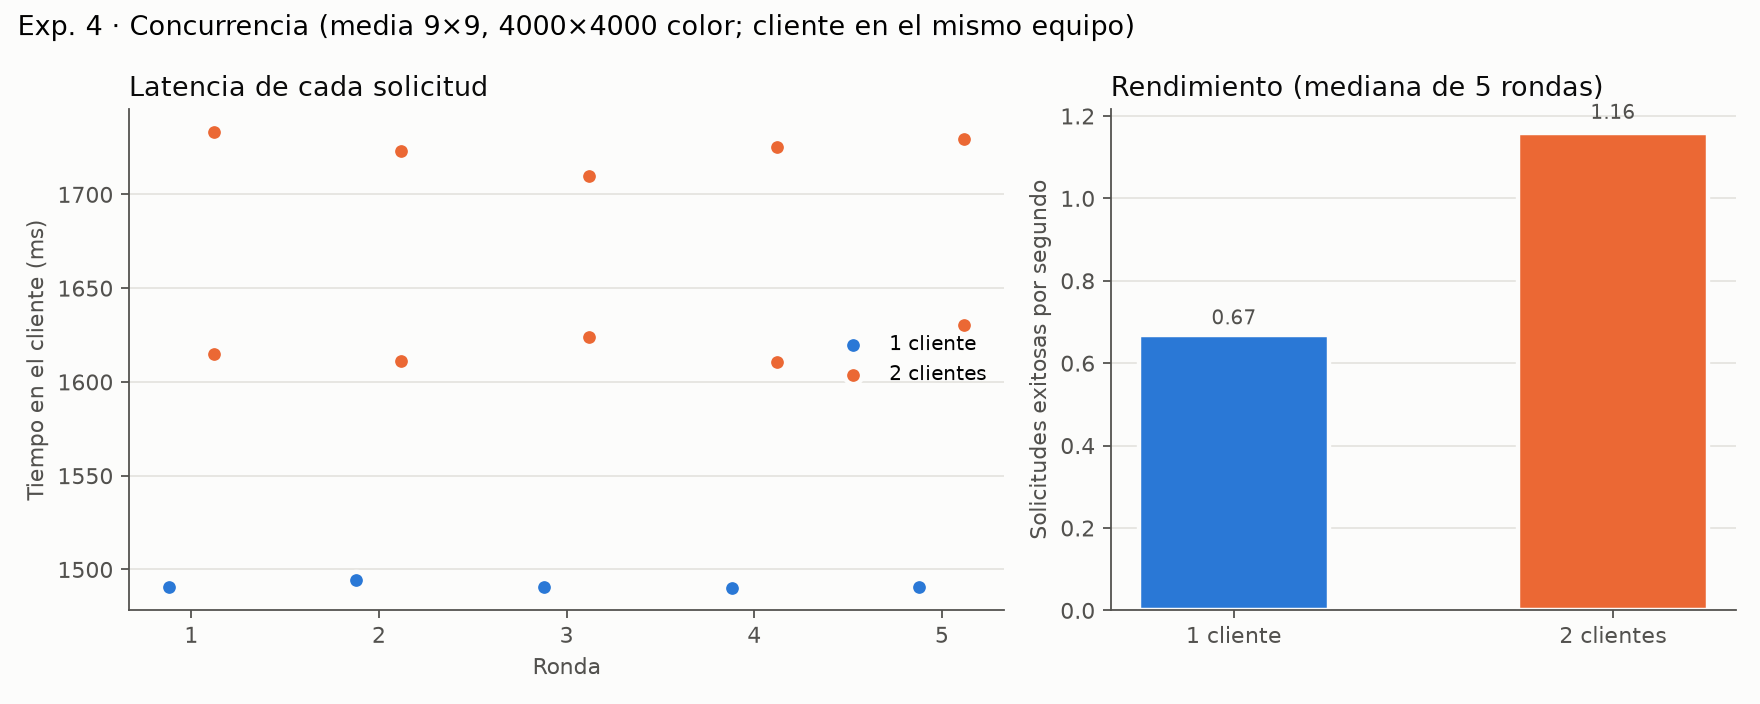 Exp. 4 · Concurrencia (media 9×9, 4000×4000 color; cliente en el mismo equipo)
Latencia de cada solicitud
Tiempo en el cliente (ms)
1700
1650
1600
1550
1500
1 cliente
2 clientes
1
2
3
4
5
Ronda
Rendimiento (mediana de 5 rondas)
Solicitudes exitosas por segundo
1.2
1.0
0.8
0.6
0.4
0.2
0.0
0.67
1.16
1 cliente
2 clientes